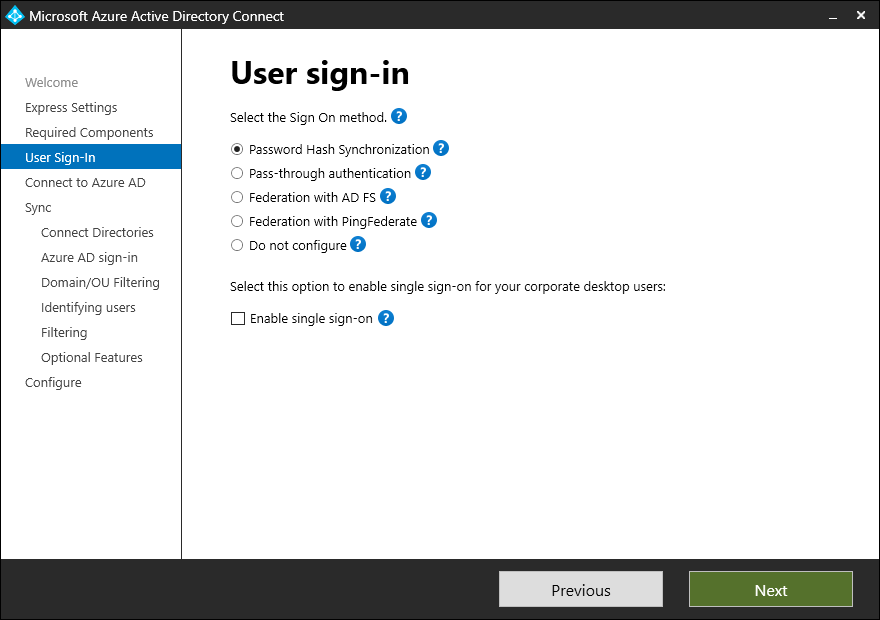 Microsoft Azure Active Directory Connect
Welcome
Express Settings
Required Components
User Sign-In
Connect to Azure AD
Sync
Connect Directories
Azure AD sign-in
Domain/OU Filtering
Identifying users
Filtering
Optional Features
Configure
User sign-in
Select the Sign On method. ?
Password Hash Synchronization ?
Pass-through authentication ?
Federation with AD FS ?
Federation with PingFederate ?
Do not configure ?
Select this option to enable single sign-on for your corporate desktop users:
Enable single sign-on ?
Previous
Next